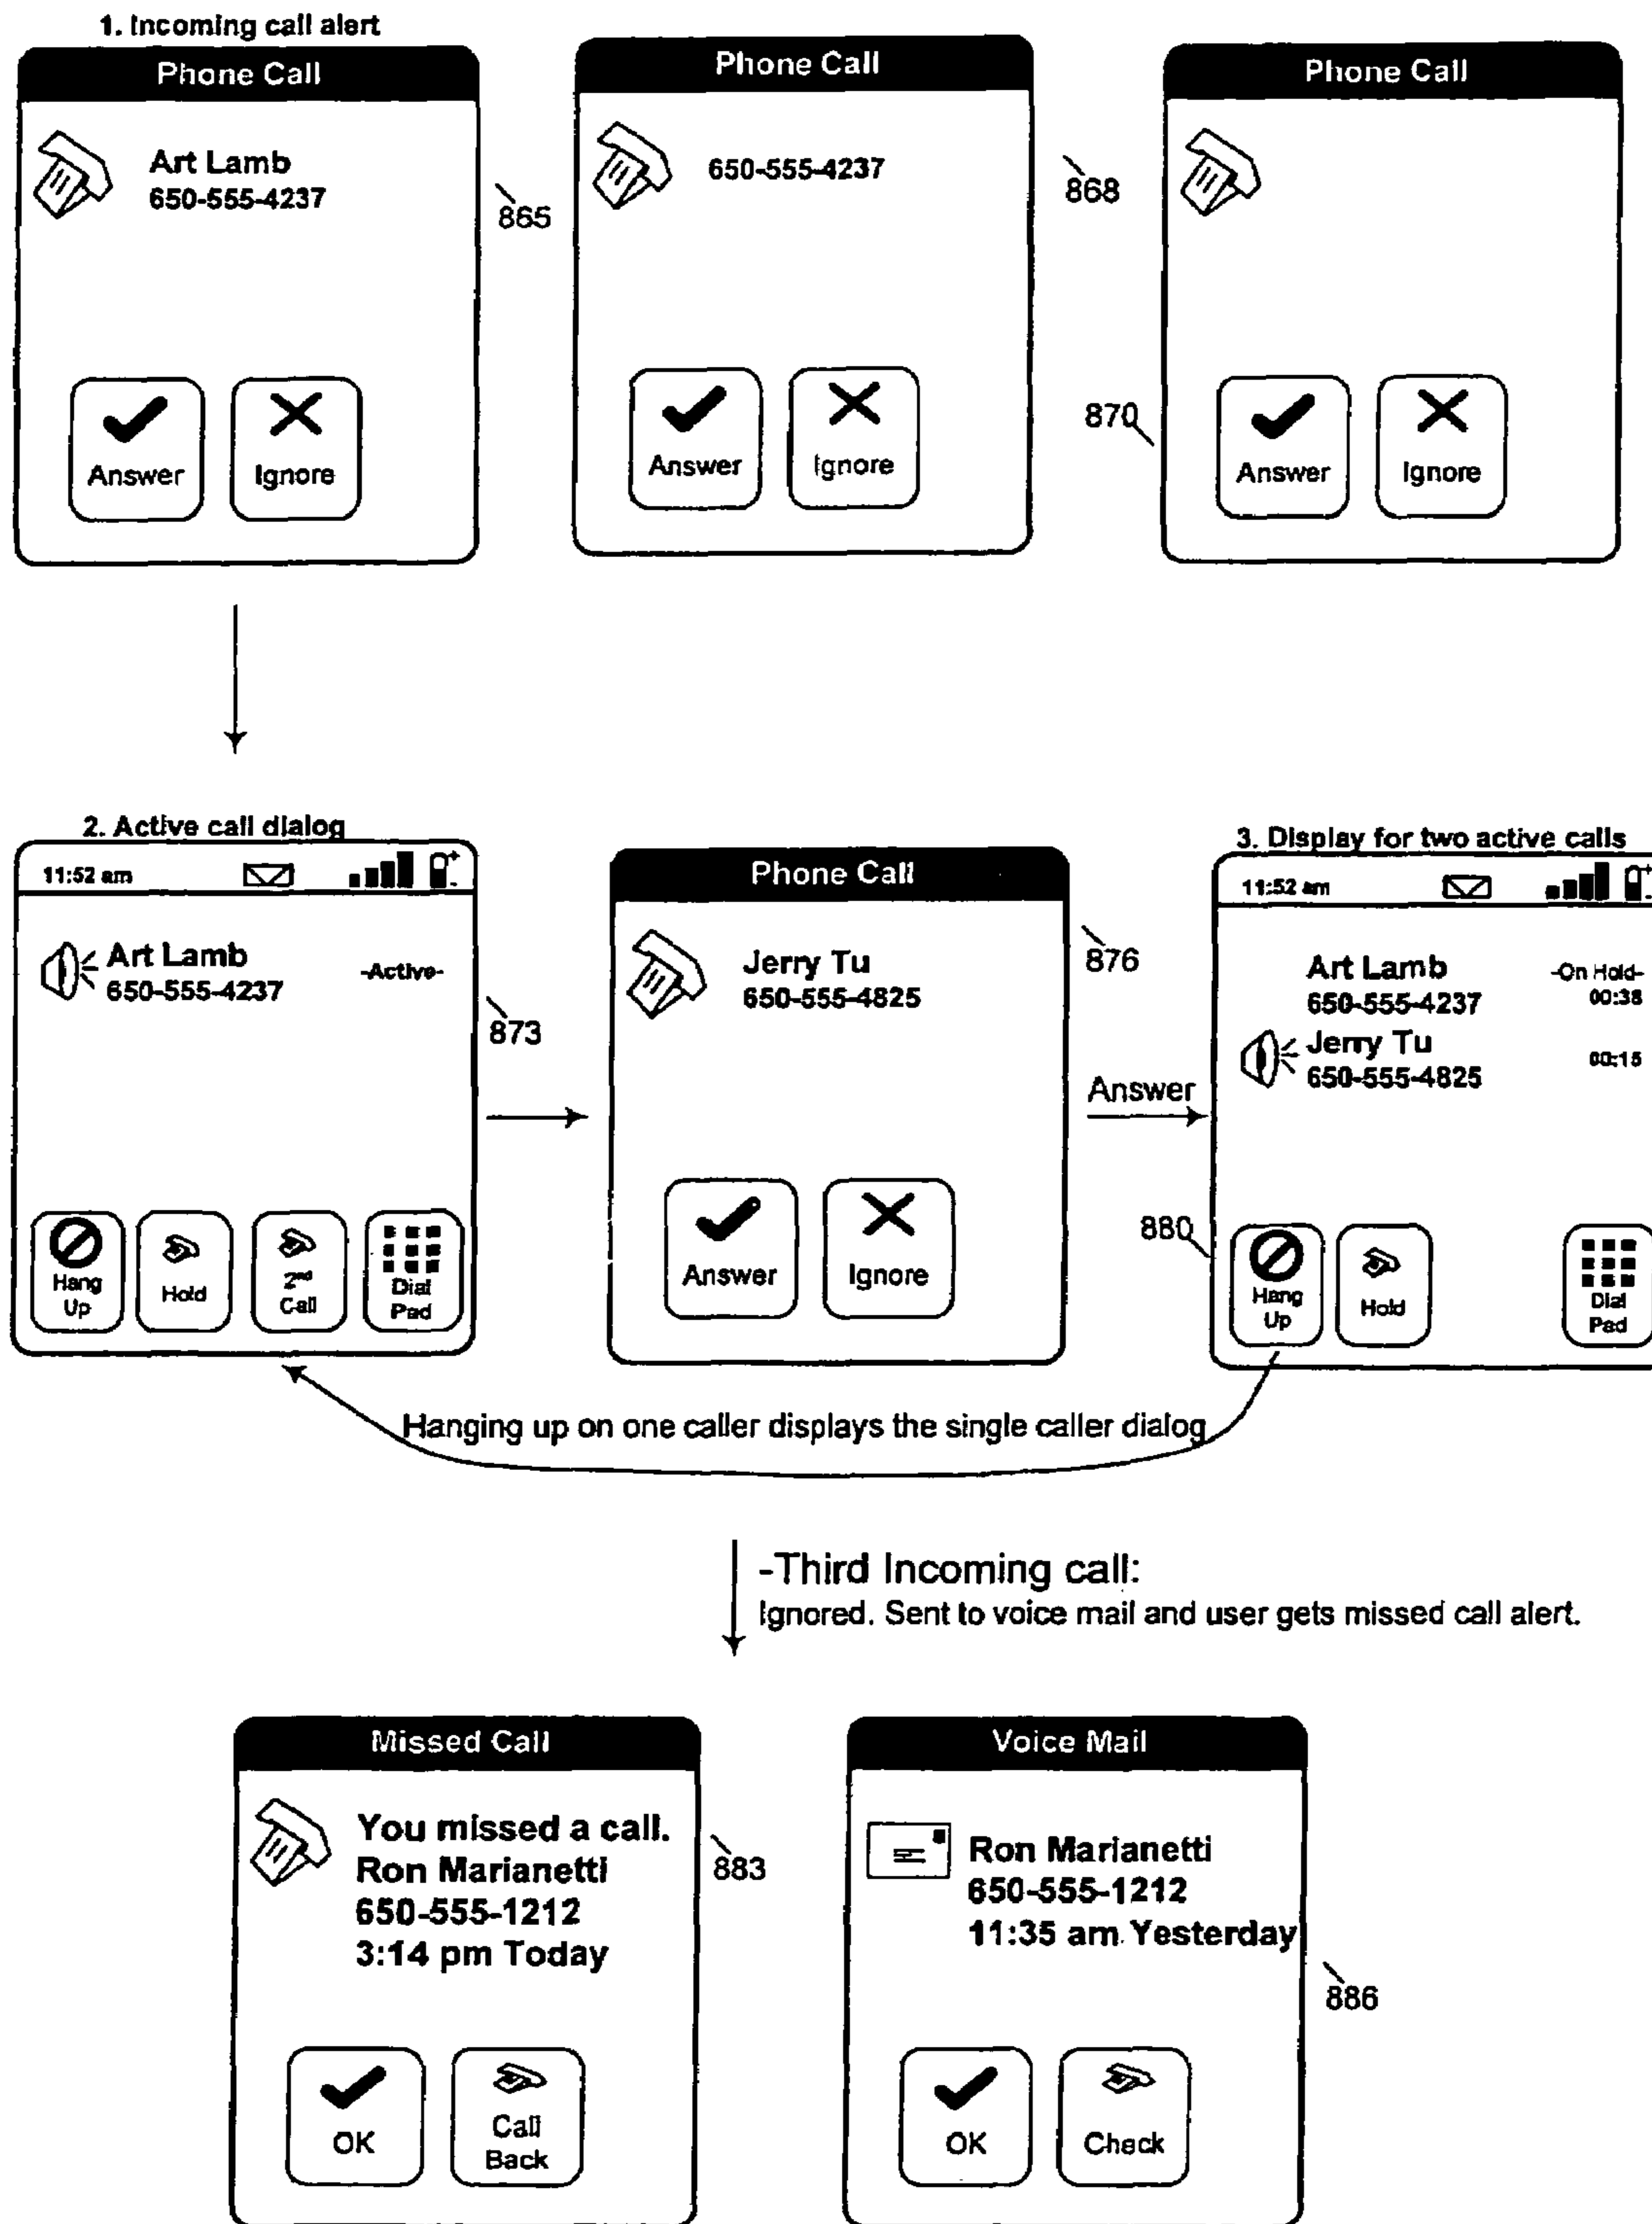 1. Incoming call alert
Phone Call
Art Lamb
650-555-4237
Answer
Ignore
865
Phone Call
650-555-4237
Answer
Ignore
868
Phone Call
870
Answer
Ignore
2. Active call dialog
11:52 am
Art Lamb
650-555-4237
-Active-
873
Hang
Up
Hold
2nd
Call
Dial
Pad
Phone Call
Jerry Tu
650-555-4825
876
Answer
Ignore
Answer
3. Display for two active calls
11:52 am
Art Lamb
-On Hold-
650-555-4237
00:38
Jerry Tu
650-555-4825
00:15
880
Hang
Up
Hold
Dial
Pad
Hanging up on one caller displays the single caller dialog
-Third Incoming call:
Ignored. Sent to voice mail and user gets missed call alert.
Missed Call
You missed a call.
Ron Marianetti
650-555-1212
3:14 pm Today
883
OK
Call
Back
Voice Mail
Ron Marianetti
650-555-1212
11:35 am Yesterday
886
OK
Check